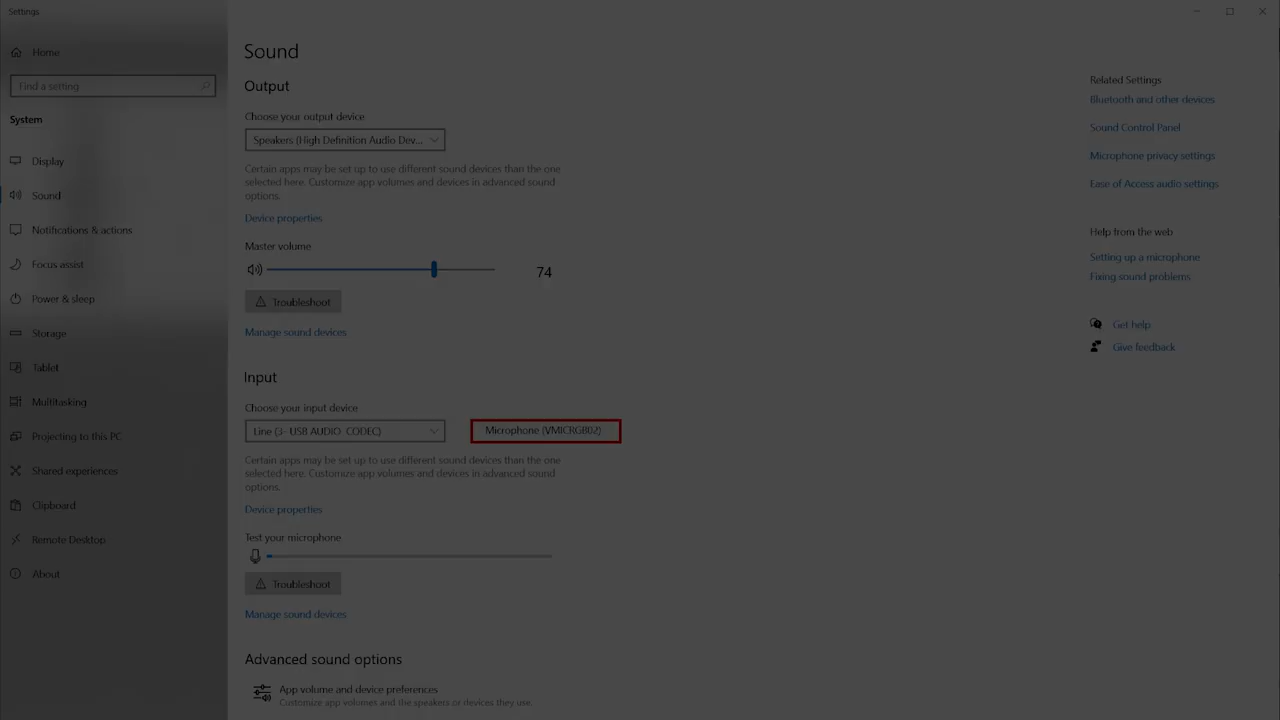 Settings
Home
Find a setting
System
Display
Sound
Notifications & actions
Focus assist
Power & sleep
Storage
Tablet
Multitasking
Projecting to this PC
Shared experiences
Clipboard
Remote Desktop
About
Sound
Output
Choose your output device
Speakers (High Definition Audio Dev...
Certain apps may be set up to use different sound devices than the one
selected here. Customize app volumes and devices in advanced sound
options.
Device properties
Master volume
74
Troubleshoot
Manage sound devices
Input
Choose your input device
Line (3- USB AUDIO CODEC)
Microphone (VMICRGB02)
Certain apps may be set up to use different sound devices than the one
selected here. Customize app volumes and devices in advanced sound
options.
Device properties
Test your microphone
Troubleshoot
Manage sound devices
Advanced sound options
App volume and device preferences
Customize app volumes and the speakers or devices they use.
Related Settings
Bluetooth and other devices
Sound Control Panel
Microphone privacy settings
Ease of Access audio settings
Help from the web
Setting up a microphone
Fixing sound problems
Get help
Give feedback